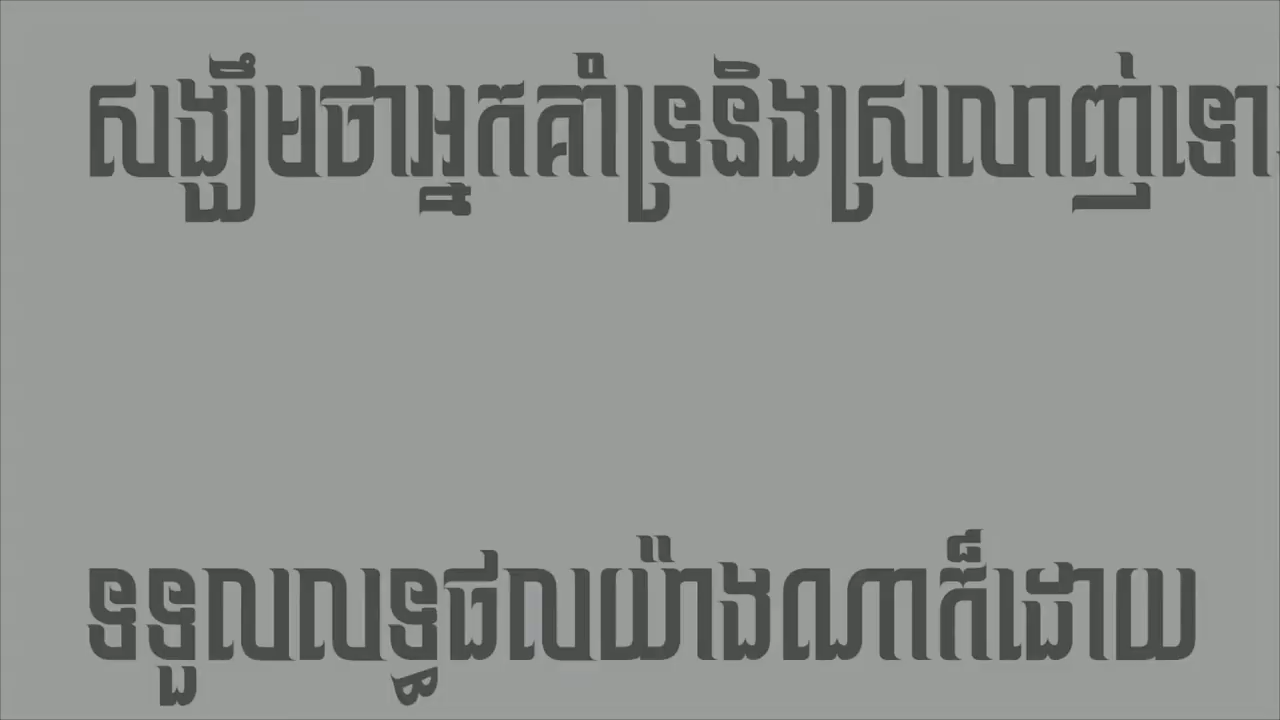 សង្ឃឹមថាអ្នកគាំទ្រនិងស្រលាញ់ទោ
ទទួលលទ្ធផលយ៉ាងណាក៏ដោយ